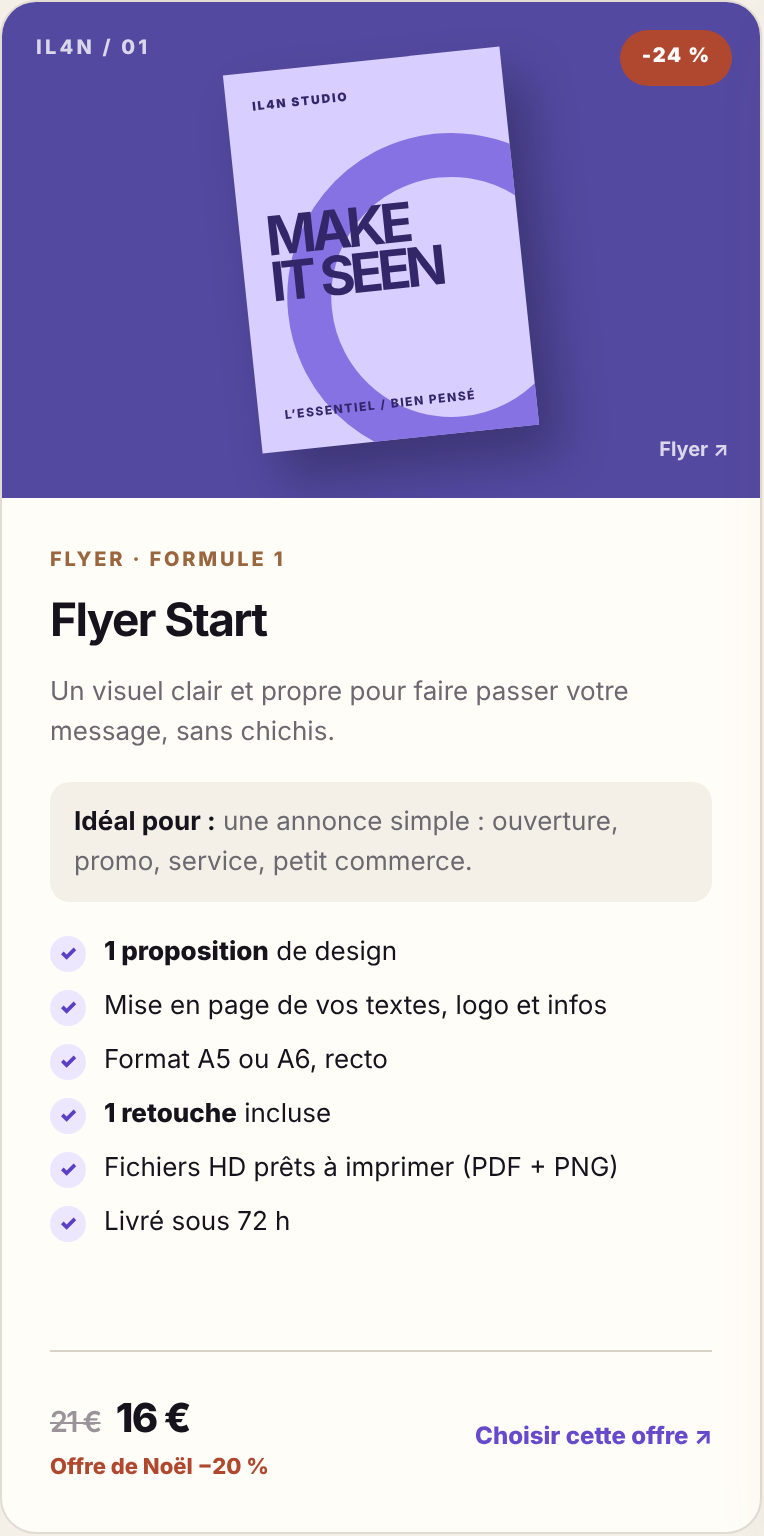 IL4N / 01
-24 %
IL4N STUDIO
MAKE
IT SEEN
L'ESSENTIEL / BIEN PENSÉ
Flyer ↗
FLYER · FORMULE 1
Flyer Start
Un visuel clair et propre pour faire passer votre
message, sans chichis.
Idéal pour : une annonce simple : ouverture,
promo, service, petit commerce.
1 proposition de design
Mise en page de vos textes, logo et infos
Format A5 ou A6, recto
1 retouche incluse
Fichiers HD prêts à imprimer (PDF + PNG)
Livré sous 72 h
21 € 16 €
Offre de Noël −20 %
Choisir cette offre ↗